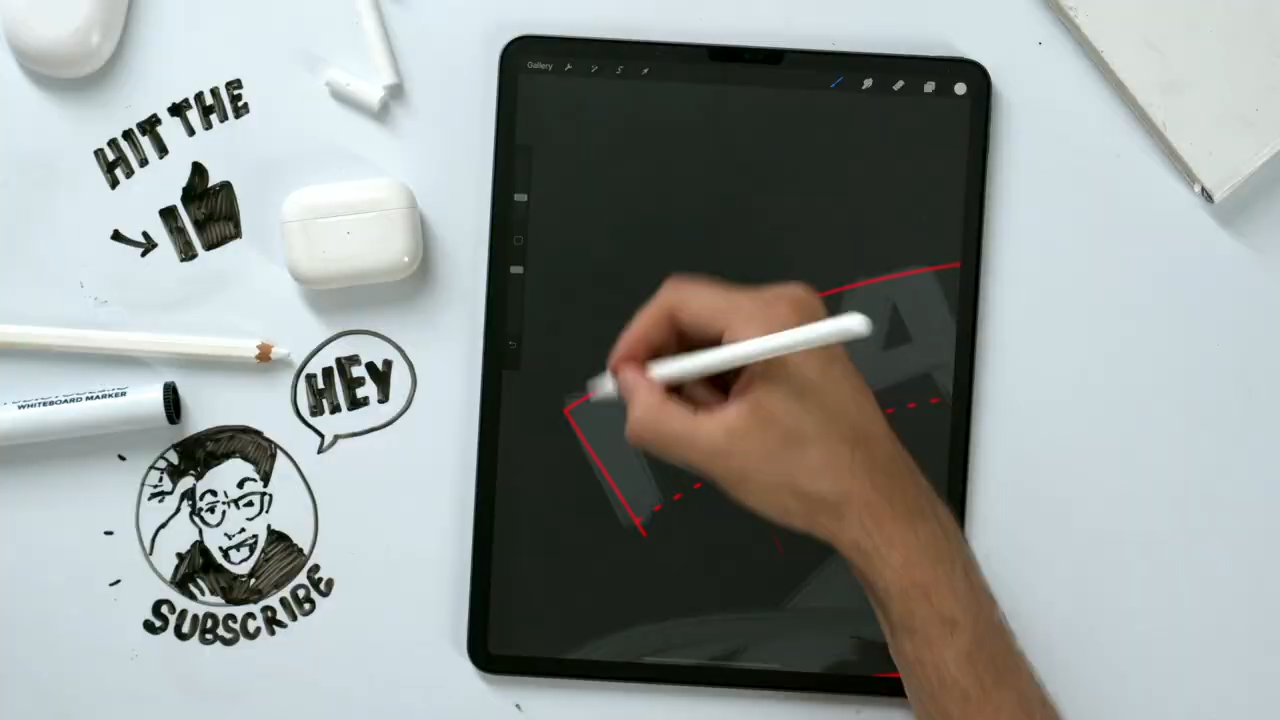 HIT THE
HEY
WHITEBOARD MARKER
SUBSCRIBE
Gallery
A